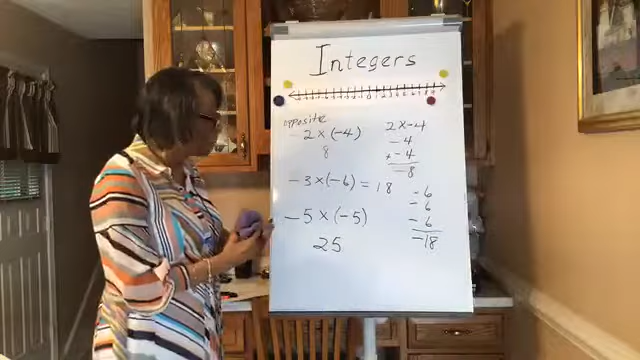 Integers
opposite
-2 x (-4)
8
-3 x (-6) = 18
-5 x (-5)
25
2 x -4
-4
+ -4
-8
-6
-6
-6
-18